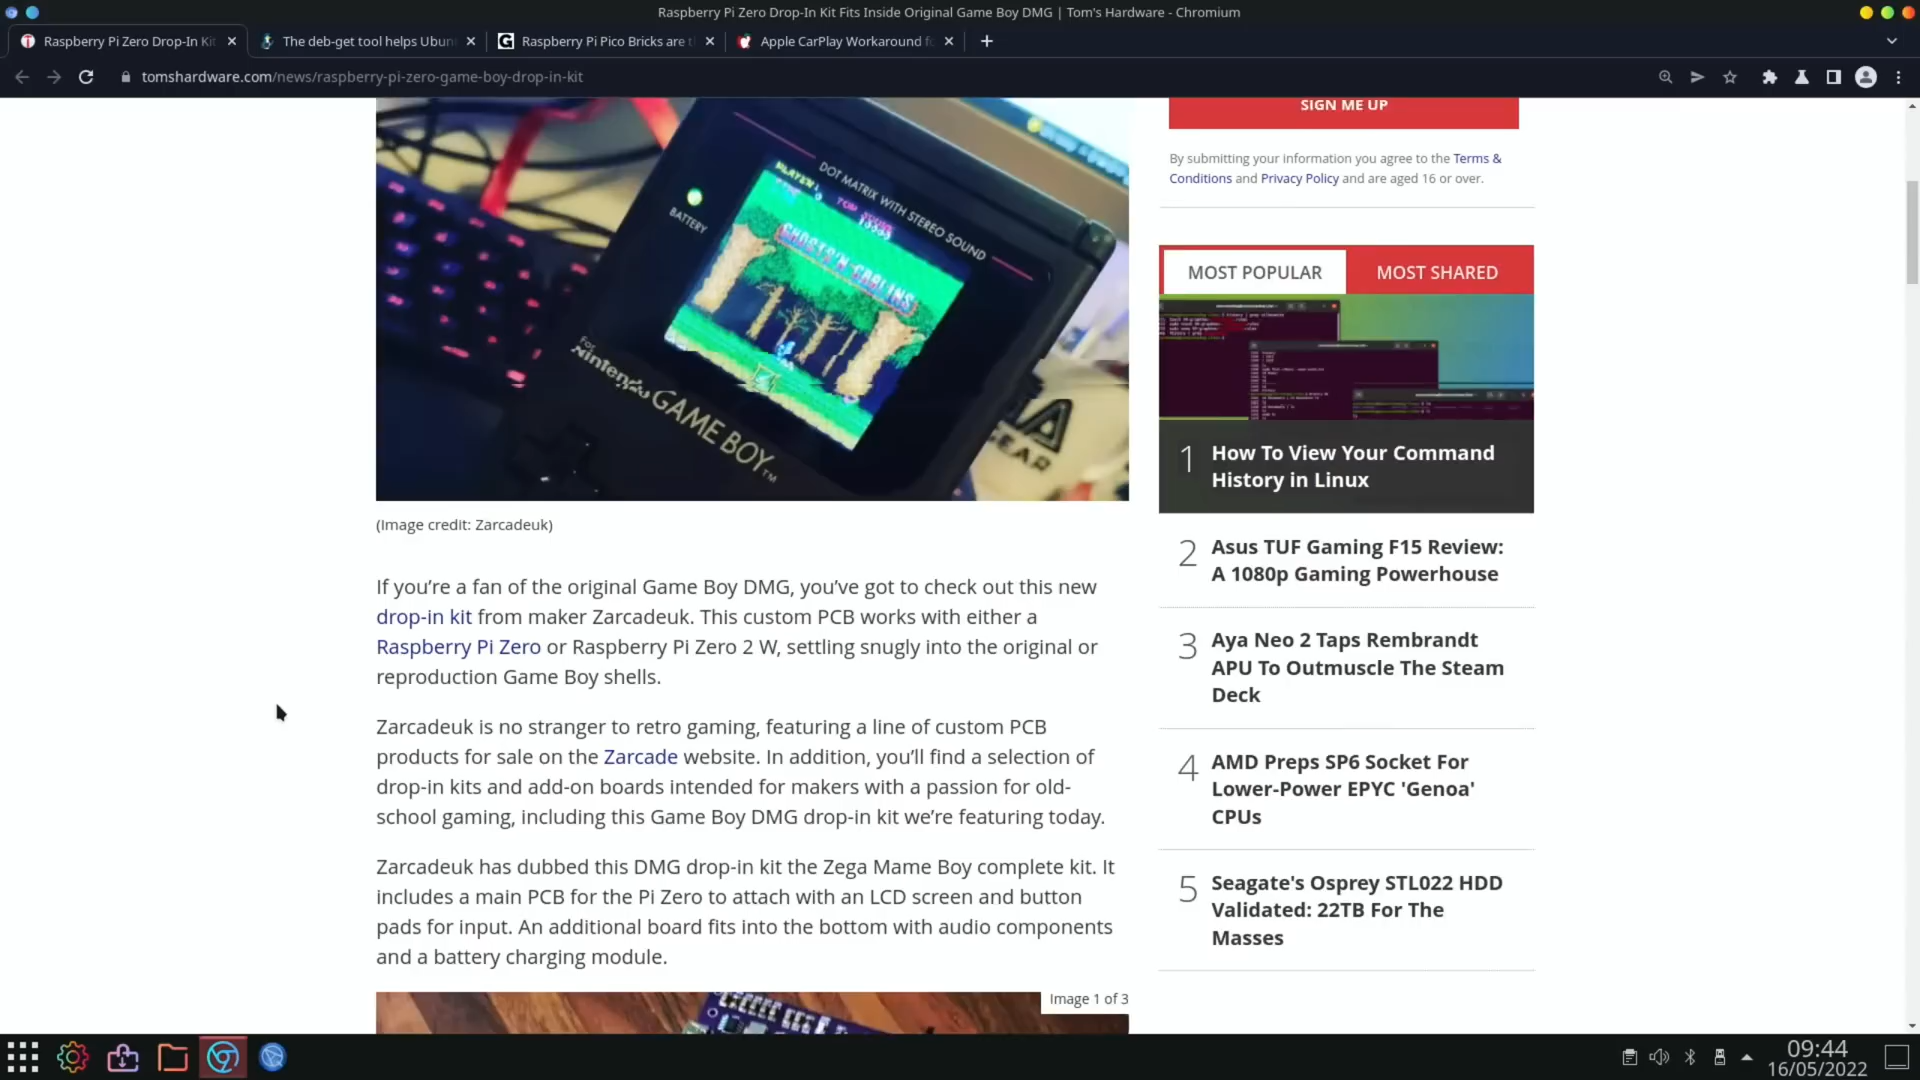 Raspberry Pi Zero Drop-In Kit Fits Inside Original Game Boy DMG | Tom's Hardware - Chromium
Raspberry Pi Zero Drop-In Kit
The deb-get tool helps Ubun
Raspberry Pi Pico Bricks are t
Apple CarPlay Workaround fo
tomshardware.com/news/raspberry-pi-zero-game-boy-drop-in-kit
DOT MATRIX WITH STEREO SOUND
BATTERY
PLAYER 1
TOP SCORE
GHOSTS'N GOBLINS
FOR
Nintendo GAME BOY™
GEAR
(Image credit: Zarcadeuk)
If you’re a fan of the original Game Boy DMG, you’ve got to check out this new
drop-in kit from maker Zarcadeuk. This custom PCB works with either a
Raspberry Pi Zero or Raspberry Pi Zero 2 W, settling snugly into the original or
reproduction Game Boy shells.
Zarcadeuk is no stranger to retro gaming, featuring a line of custom PCB
products for sale on the Zarcade website. In addition, you’ll find a selection of
drop-in kits and add-on boards intended for makers with a passion for old-
school gaming, including this Game Boy DMG drop-in kit we’re featuring today.
Zarcadeuk has dubbed this DMG drop-in kit the Zega Mame Boy complete kit. It
includes a main PCB for the Pi Zero to attach with an LCD screen and button
pads for input. An additional board fits into the bottom with audio components
and a battery charging module.
Image 1 of 3
SIGN ME UP
By submitting your information you agree to the Terms &
Conditions and Privacy Policy and are aged 16 or over.
MOST POPULAR
MOST SHARED
1 How To View Your Command
History in Linux
2 Asus TUF Gaming F15 Review:
A 1080p Gaming Powerhouse
3 Aya Neo 2 Taps Rembrandt
APU To Outmuscle The Steam
Deck
4 AMD Preps SP6 Socket For
Lower-Power EPYC 'Genoa'
CPUs
5 Seagate's Osprey STL022 HDD
Validated: 22TB For The
Masses
09:44
16/05/2022